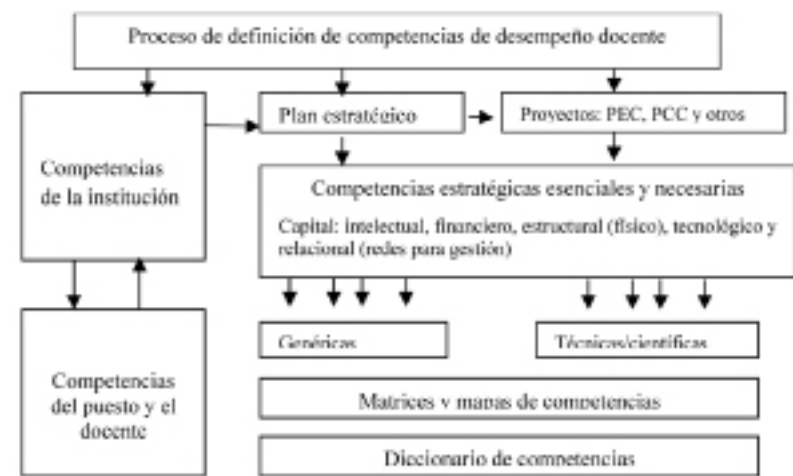 Proceso de definición de competencias de desempeño docente
Plan estratégico
Proyectos: PEC, PCC y otros
Competencias
de la institución
Competencias estratégicas esenciales y necesarias
Capital: intelectual, financiero, estructural (físico), tecnológico y
relacional (redes para gestión)
Genéricas
Técnicas/científicas
Competencias
del puesto y el
docente
Matrices y mapas de competencias
Diccionario de competencias